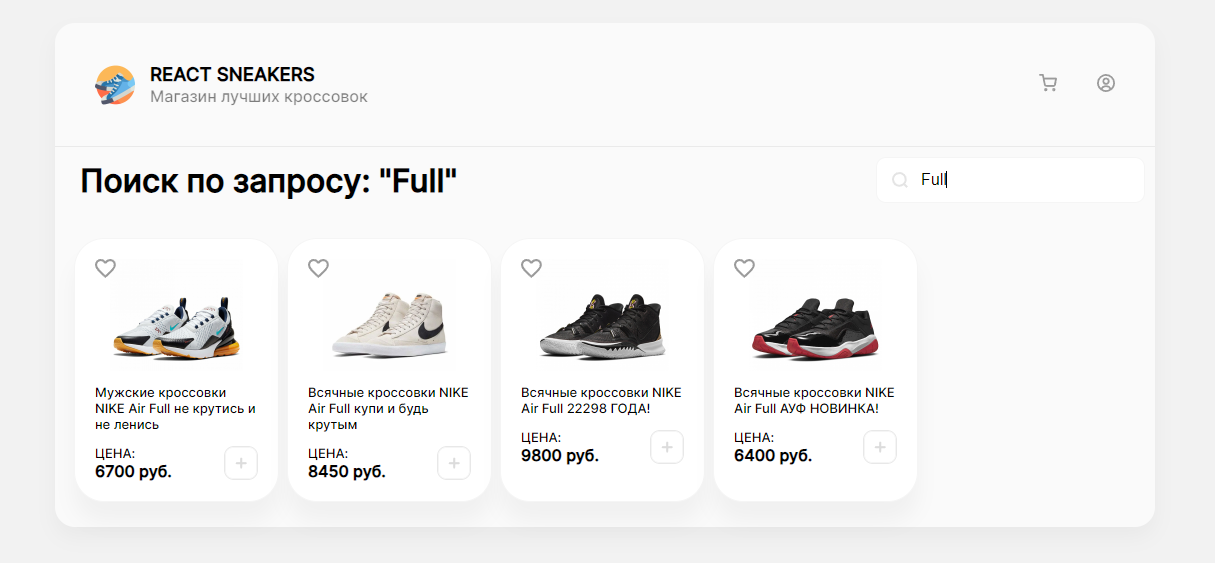 REACT SNEAKERS
Магазин лучших кроссовок
Поиск по запросу: "Full"
Full
Мужские кроссовки
NIKE Air Full не крутись и
не ленись
ЦЕНА:
6700 руб.
Всячные кроссовки NIKE
Air Full купи и будь
крутым
ЦЕНА:
8450 руб.
Всячные кроссовки NIKE
Air Full 22298 ГОДА!
ЦЕНА:
9800 руб.
Всячные кроссовки NIKE
Air Full АУФ НОВИНКА!
ЦЕНА:
6400 руб.